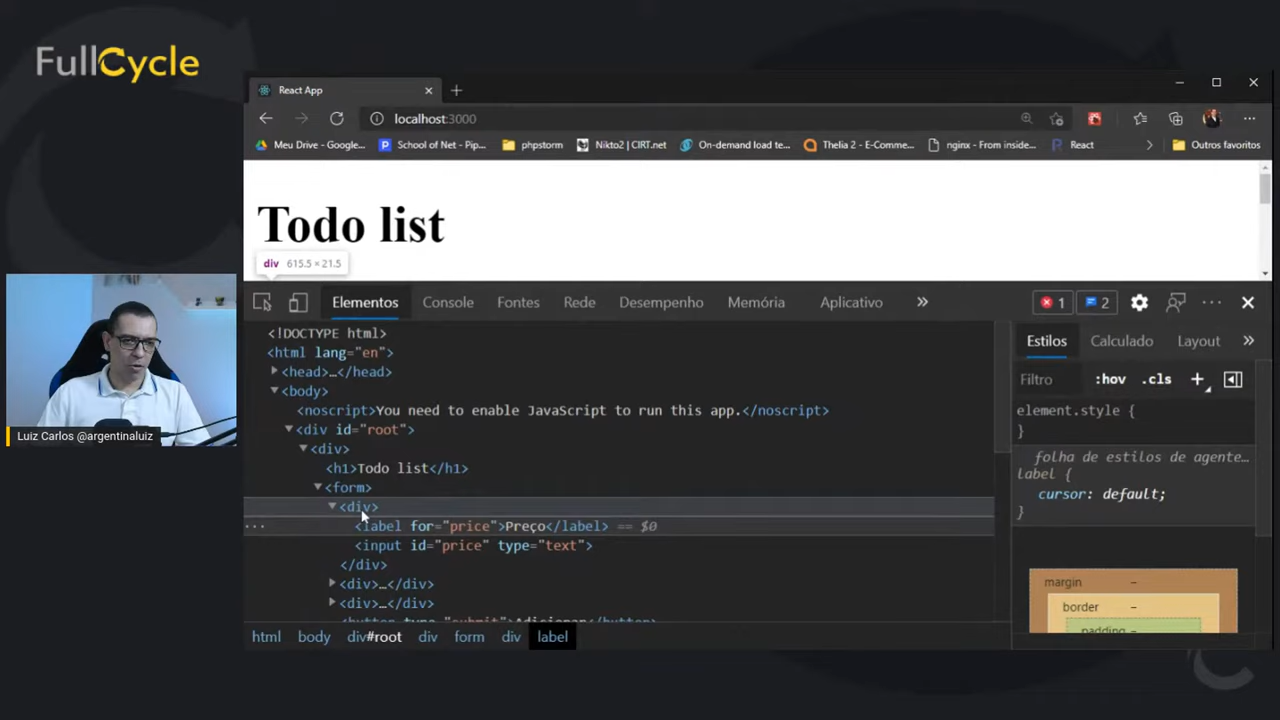 FullCycle
React App
localhost:3000
Meu Drive - Google...
School of Net - Pip...
phpstorm
Nikto2 | CIRT.net
On-demand load te...
Thelia 2 - E-Comme...
nginx - From inside...
React
Outros favoritos
Todo list
div 615.5 × 21.5
Elementos
Console
Fontes
Rede
Desempenho
Memória
Aplicativo
1
2
<!DOCTYPE html>
<html lang="en">
<head>…</head>
<body>
<noscript>You need to enable JavaScript to run this app.</noscript>
<div id="root">
<div>
<h1>Todo list</h1>
<form>
<div>
<label for="price">Preço</label> == $0
<input id="price" type="text">
</div>
<div>…</div>
<div>…</div>
<button type="submit">Adicionar</button>
html body div#root div form div label
Estilos
Calculado
Layout
Filtro
:hov
.cls
element.style {
}
folha de estilos de agente…
label {
cursor: default;
}
margin
–
border
–
padding
–
Luiz Carlos @argentinaluiz